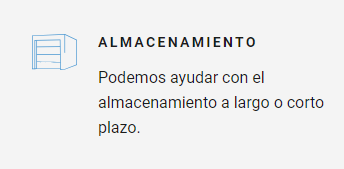 ALMACENAMIENTO
Podemos ayudar con el
almacenamiento a largo o corto
plazo.